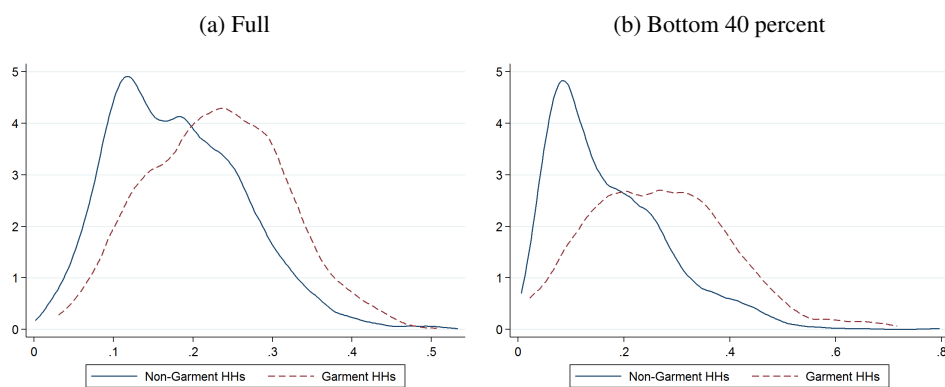 (a) Full
5
4
3
2
1
0
0 .1 .2 .3 .4 .5
Non-Garment HHs Garment HHs
(b) Bottom 40 percent
5
4
3
2
1
0
0 .2 .4 .6 .8
Non-Garment HHs Garment HHs